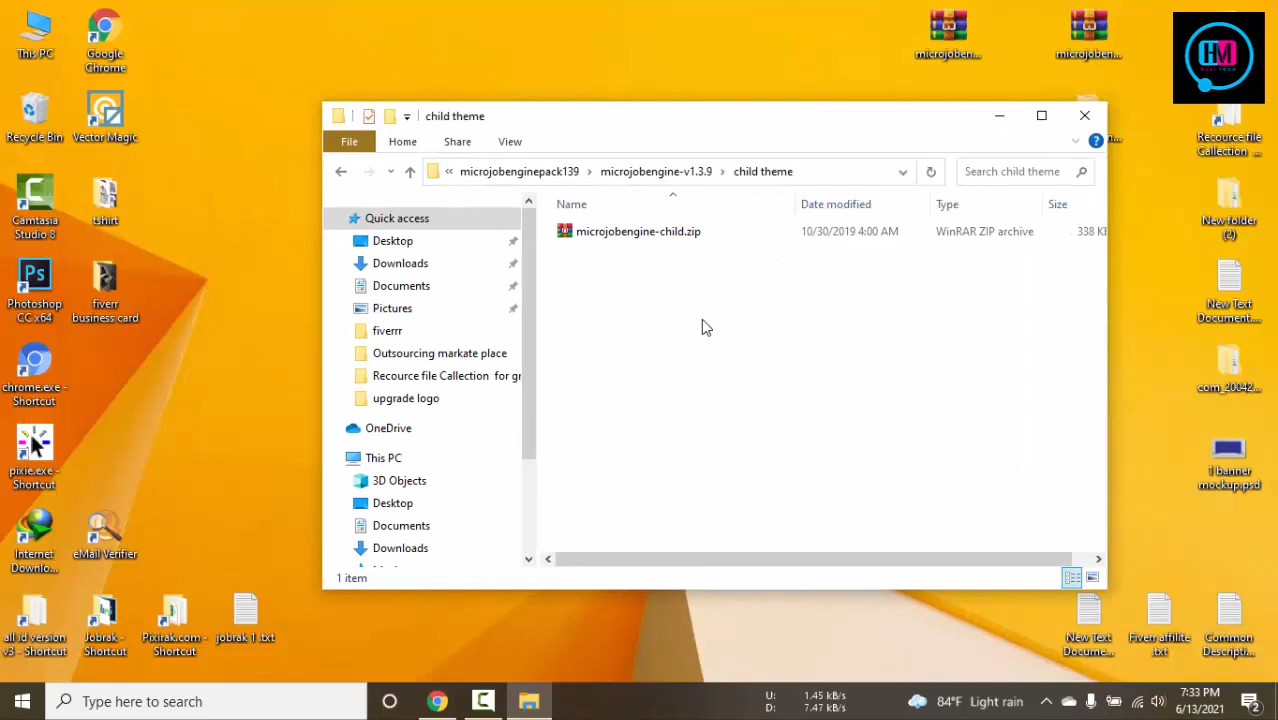 This PC
Google
Chrome
microjoben...
microjoben...
HM
Recycle Bin
Vector Magic
Recource file
Collection ...
Camtasia
Studio 8
tshirt
New folder
(2)
Photoshop
CC x64
fiverr
business card
New Text
Document....
chrome.exe -
Shortcut
com_20042...
pixie.exe -
Shortcut
1 banner
mockup.psd
Internet
Downlo...
eMail Verifier
all id version
v3 - Shortcut
Jobrak -
Shortcut
Pixirak.com -
Shortcut
jobrak 1 .txt
New Text
Docume...
Fiverr affilite
.txt
Common
Descripti...
child theme
File
Home
Share
View
« microjobenginepack139 › microjobengine-v1.3.9 › child theme
Search child theme
Name
Date modified
Type
Size
microjobengine-child.zip
10/30/2019 4:00 AM
WinRAR ZIP archive
338 KB
Quick access
Desktop
Downloads
Documents
Pictures
fiverrr
Outsourcing markate place
Recource file Callection for gr
upgrade logo
OneDrive
This PC
3D Objects
Desktop
Documents
Downloads
1 item
Type here to search
U: 1.45 kB/s
D: 7.47 kB/s
84°F Light rain
7:33 PM
6/13/2021
2